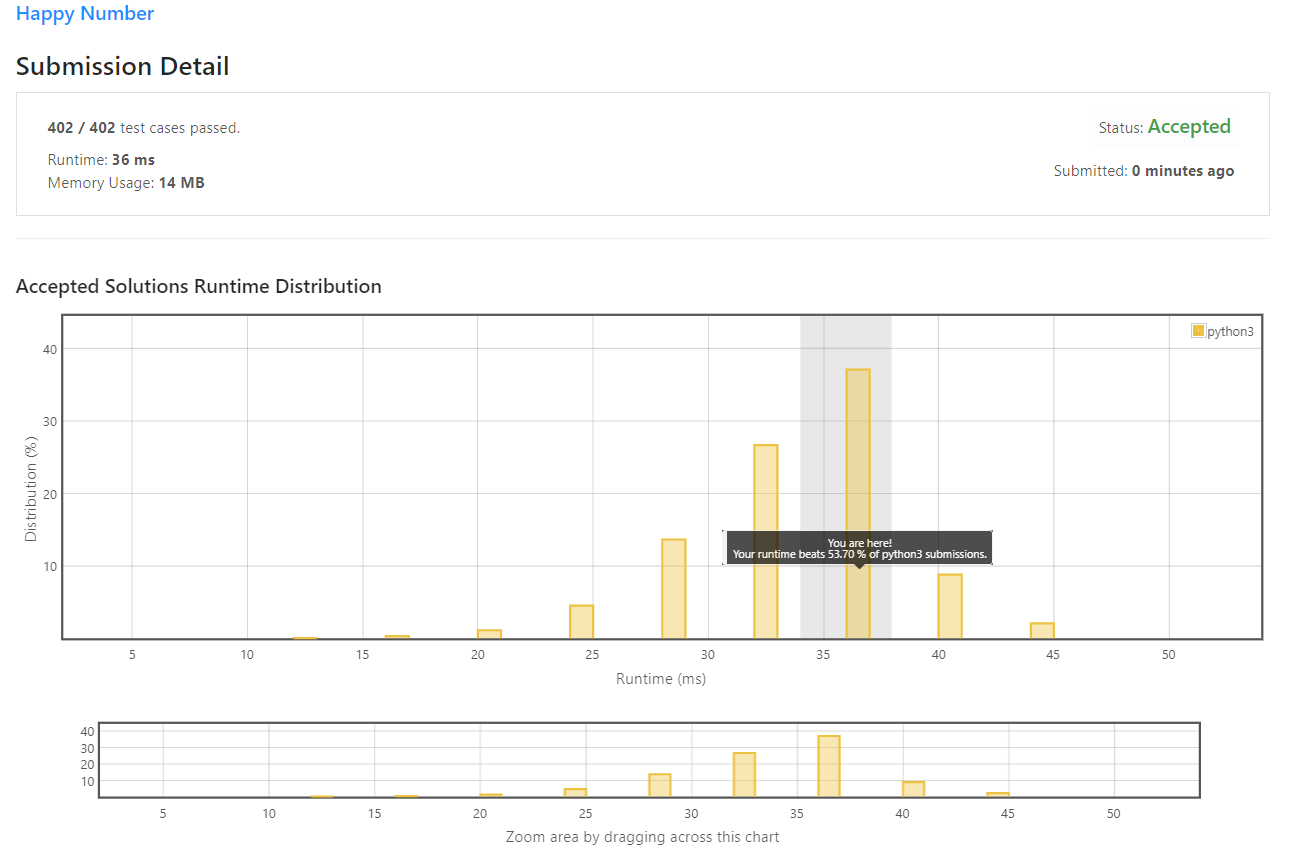 Happy Number
Submission Detail
402 / 402 test cases passed.
Status: Accepted
Runtime: 36 ms
Memory Usage: 14 MB
Submitted: 0 minutes ago
Accepted Solutions Runtime Distribution
python3
40
30
20
10
Distribution (%)
You are here!
Your runtime beats 53.70 % of python3 submissions.
5 10 15 20 25 30 35 40 45 50
Runtime (ms)
40
30
20
10
5 10 15 20 25 30 35 40 45 50
Zoom area by dragging across this chart